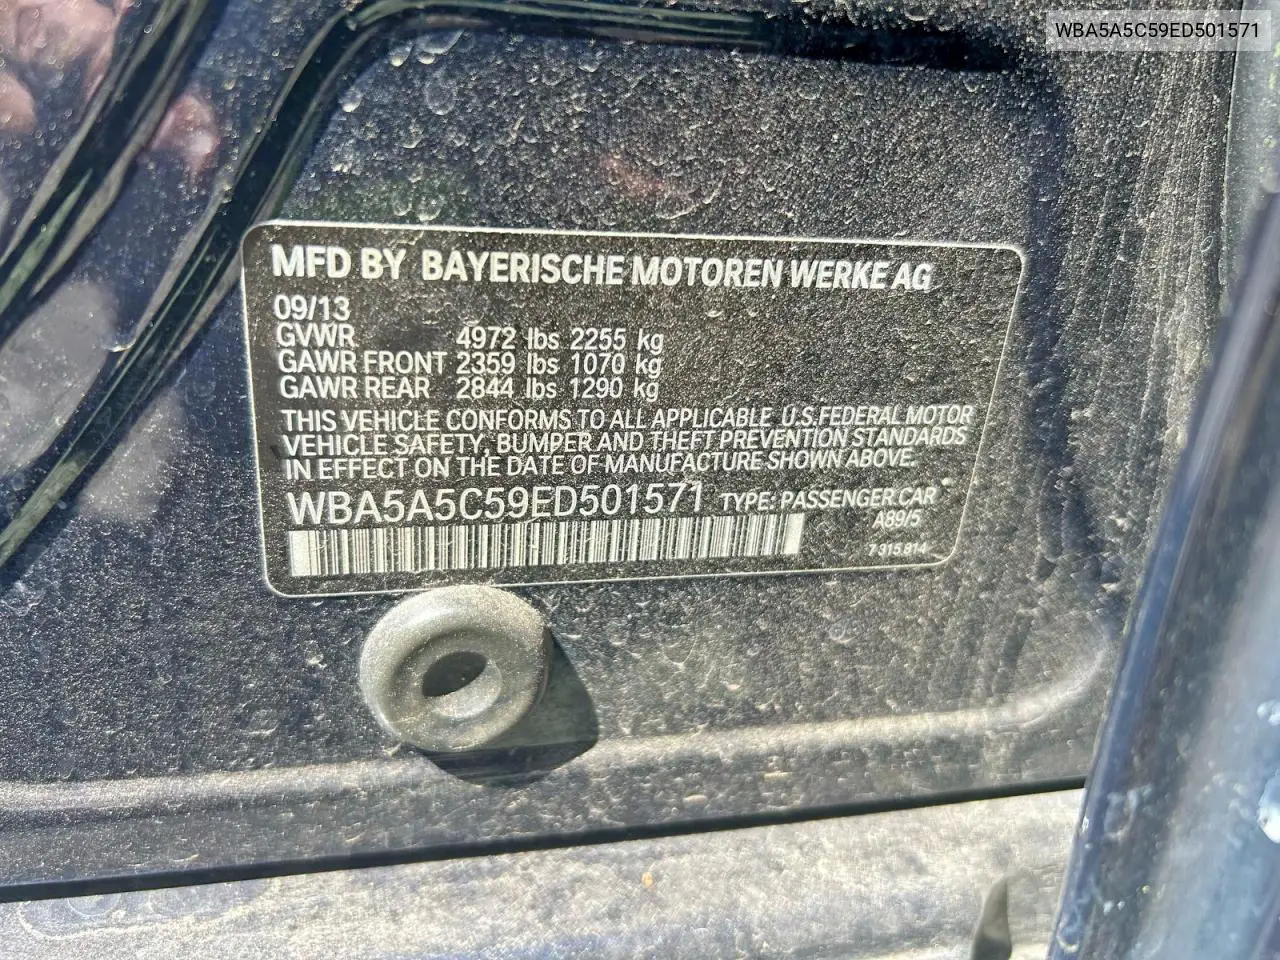 WBA5A5C59ED501571
MFD BY BAYERISCHE MOTOREN WERKE AG
09/13
GVWR 4972 lbs 2255 kg
GAWR FRONT 2359 lbs 1070 kg
GAWR REAR 2844 lbs 1290 kg
THIS VEHICLE CONFORMS TO ALL APPLICABLE U.S.FEDERAL MOTOR
VEHICLE SAFETY, BUMPER AND THEFT PREVENTION STANDARDS
IN EFFECT ON THE DATE OF MANUFACTURE SHOWN ABOVE.
WBA5A5C59ED501571 TYPE: PASSENGER CAR
A89/5
7 315 814